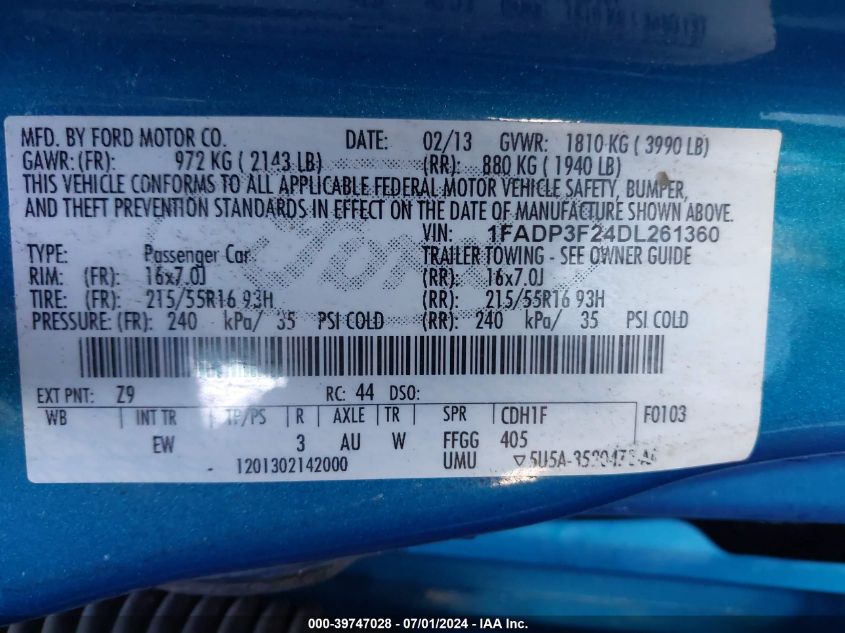 MFD. BY FORD MOTOR CO. DATE: 02/13 GVWR: 1810 KG ( 3990 LB)
GAWR: (FR): 972 KG ( 2143 LB) (RR): 880 KG ( 1940 LB)
THIS VEHICLE CONFORMS TO ALL APPLICABLE FEDERAL MOTOR VEHICLE SAFETY, BUMPER,
AND THEFT PREVENTION STANDARDS IN EFFECT ON THE DATE OF MANUFACTURE SHOWN ABOVE.
VIN: 1FADP3F24DL261360
TYPE: Passenger Car TRAILER TOWING - SEE OWNER GUIDE
RIM: (FR): 16x7.0J (RR): 16x7.0J
TIRE: (FR): 215/55R16 93H (RR): 215/55R16 93H
PRESSURE: (FR): 240 kPa/ 35 PSI COLD (RR): 240 kPa/ 35 PSI COLD
EXT PNT: Z9 RC: 44 DSO:
WB INT TR TP/PS R AXLE TR SPR CDH1F F0103
EW 3 AU W FFGG 405
1201302142000 UMU
Ford
000-39747028 - 07/01/2024 - IAA Inc.